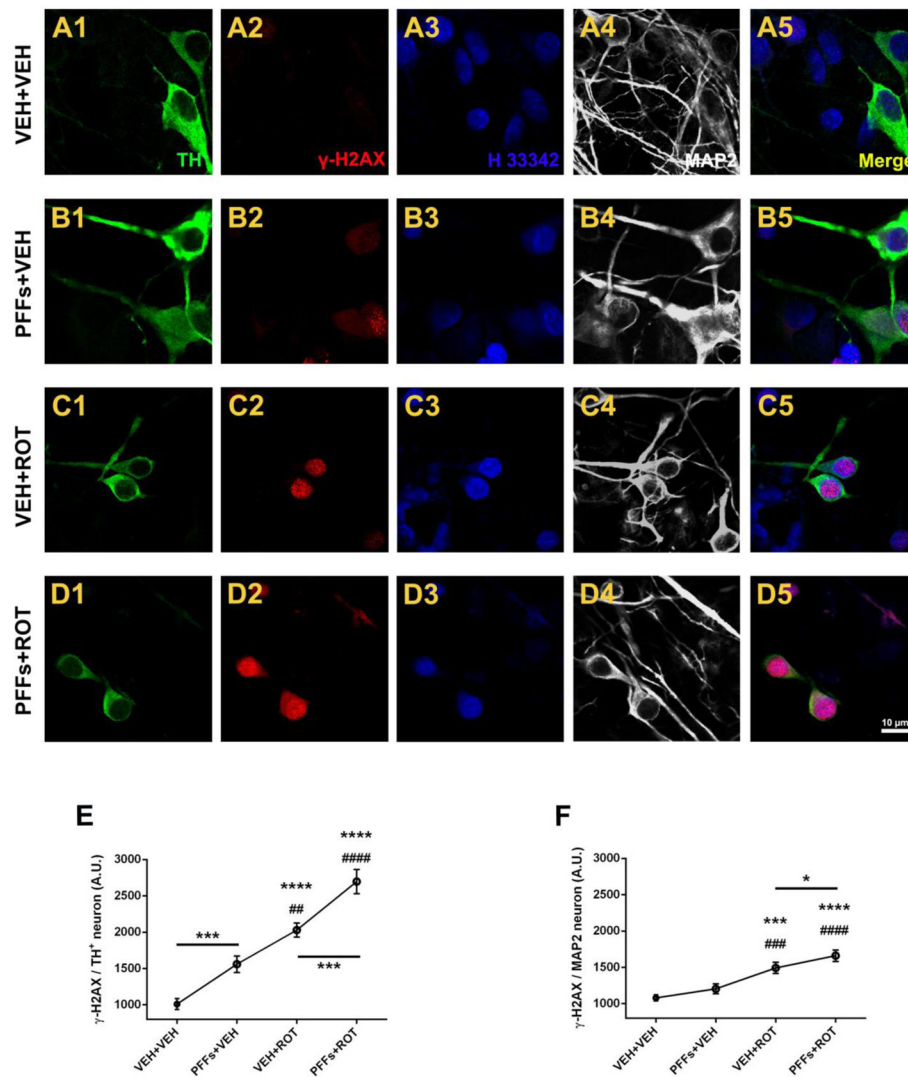 VEH+VEH
A1 A2 A3 A4 A5
TH γ-H2AX H 33342 MAP2 Merge
PFFs+VEH
B1 B2 B3 B4 B5
VEH+ROT
C1 C2 C3 C4 C5
PFFs+ROT
D1 D2 D3 D4 D5
10 µm
E
γ-H2AX / TH⁺ neuron (A.U.)
3000
2500
2000
1500
1000
***
****
##
***
****
####
VEH+VEH PFFs+VEH VEH+ROT PFFs+ROT
F
γ-H2AX / MAP2 neuron (A.U.)
3000
2500
2000
1500
1000
***
###
*
****
####
VEH+VEH PFFs+VEH VEH+ROT PFFs+ROT